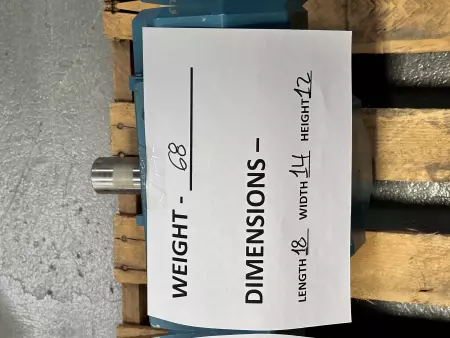 WEIGHT - 68
DIMENSIONS –
LENGTH 18 WIDTH 14 HEIGHT 12